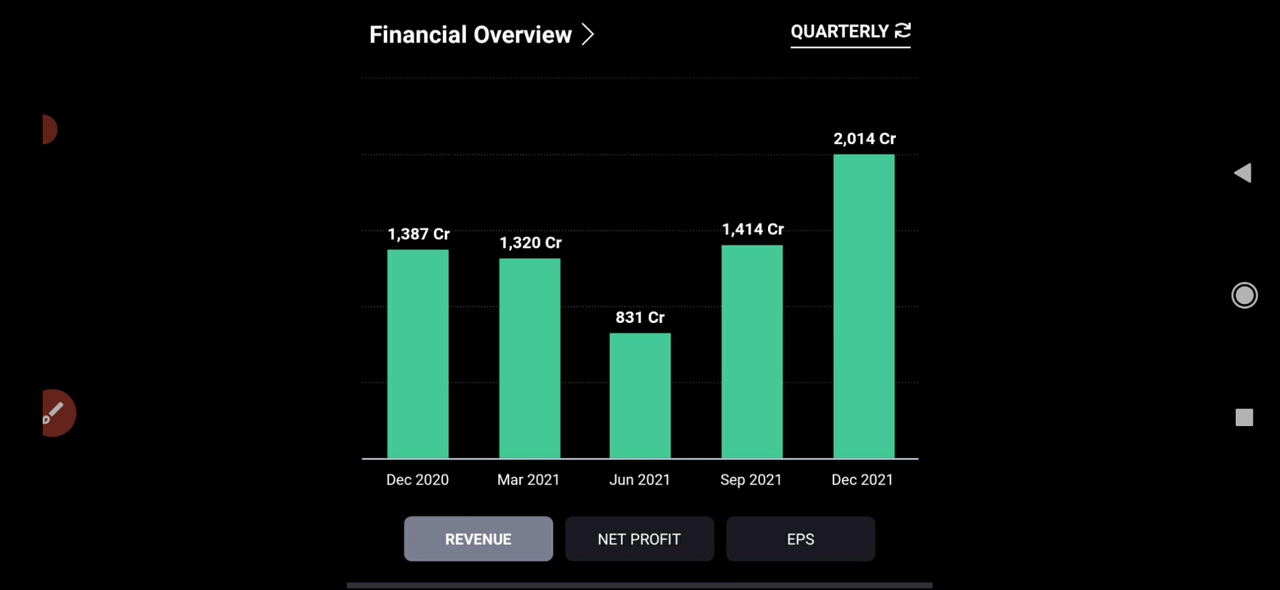 Financial Overview
QUARTERLY
2,014 Cr
1,387 Cr
1,320 Cr
1,414 Cr
831 Cr
Dec 2020
Mar 2021
Jun 2021
Sep 2021
Dec 2021
REVENUE
NET PROFIT
EPS